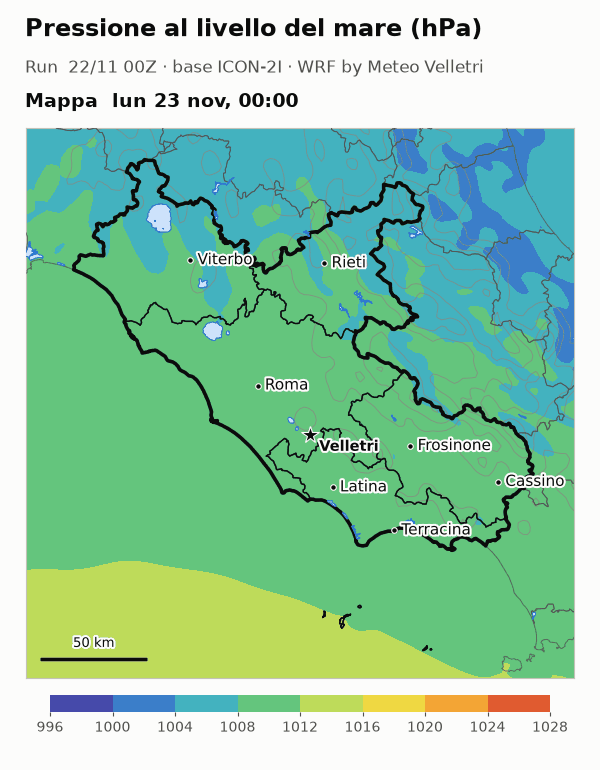 Pressione al livello del mare (hPa)
Run  22/11 00Z · base ICON-2I · WRF by Meteo Velletri
Mappa  lun 23 nov, 00:00
Viterbo
Rieti
Roma
Velletri
Frosinone
Cassino
Latina
Terracina
50 km
996 1000 1004 1008 1012 1016 1020 1024 1028